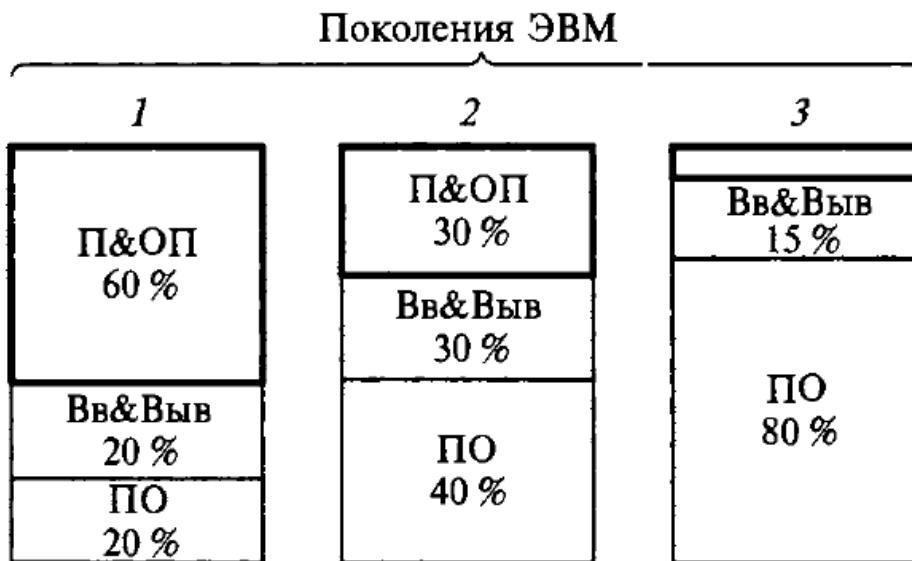 Поколения ЭВМ
1
2
3
П&ОП
60 %
Вв&Выв
20 %
ПО
20 %
П&ОП
30 %
Вв&Выв
30 %
ПО
40 %
Вв&Выв
15 %
ПО
80 %